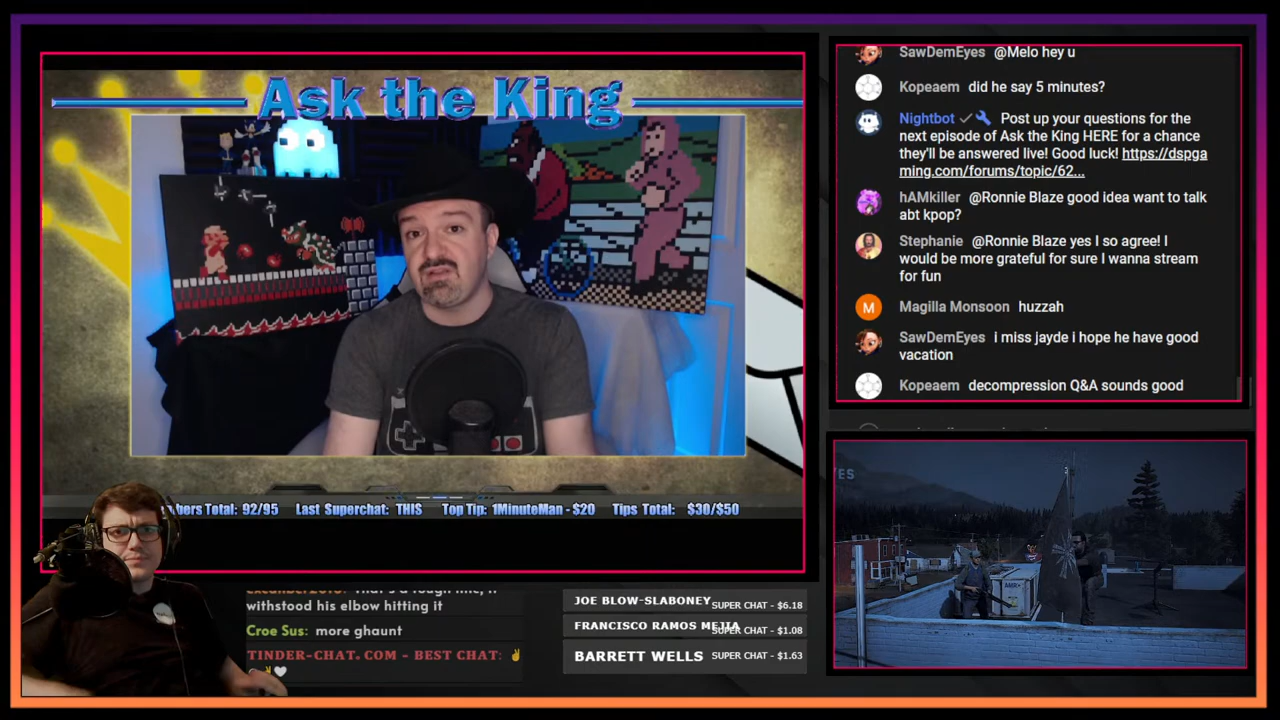 Ask the King
Members Total: 92/95 Last Superchat: THIS Top Tip: 1MinuteMan - $20 Tips Total: $30/$50
SawDemEyes @Melo hey u
Kopeaem did he say 5 minutes?
Nightbot Post up your questions for the
next episode of Ask the King HERE for a chance
they'll be answered live! Good luck! https://dspga
ming.com/forums/topic/62...
hAMkiller @Ronnie Blaze good idea want to talk
abt kpop?
Stephanie @Ronnie Blaze yes I so agree! I
would be more grateful for sure I wanna stream
for fun
Magilla Monsoon huzzah
M
SawDemEyes i miss jayde i hope he have good
vacation
Kopeaem decompression Q&A sounds good
YES
withstood his elbow hitting it
Croe Sus: more ghaunt
TINDER-CHAT.COM - BEST CHAT: ✌
JOE BLOW-SLABONEY SUPER CHAT - $6.18
FRANCISCO RAMOS MEJIA SUPER CHAT - $1.08
BARRETT WELLS SUPER CHAT - $1.63